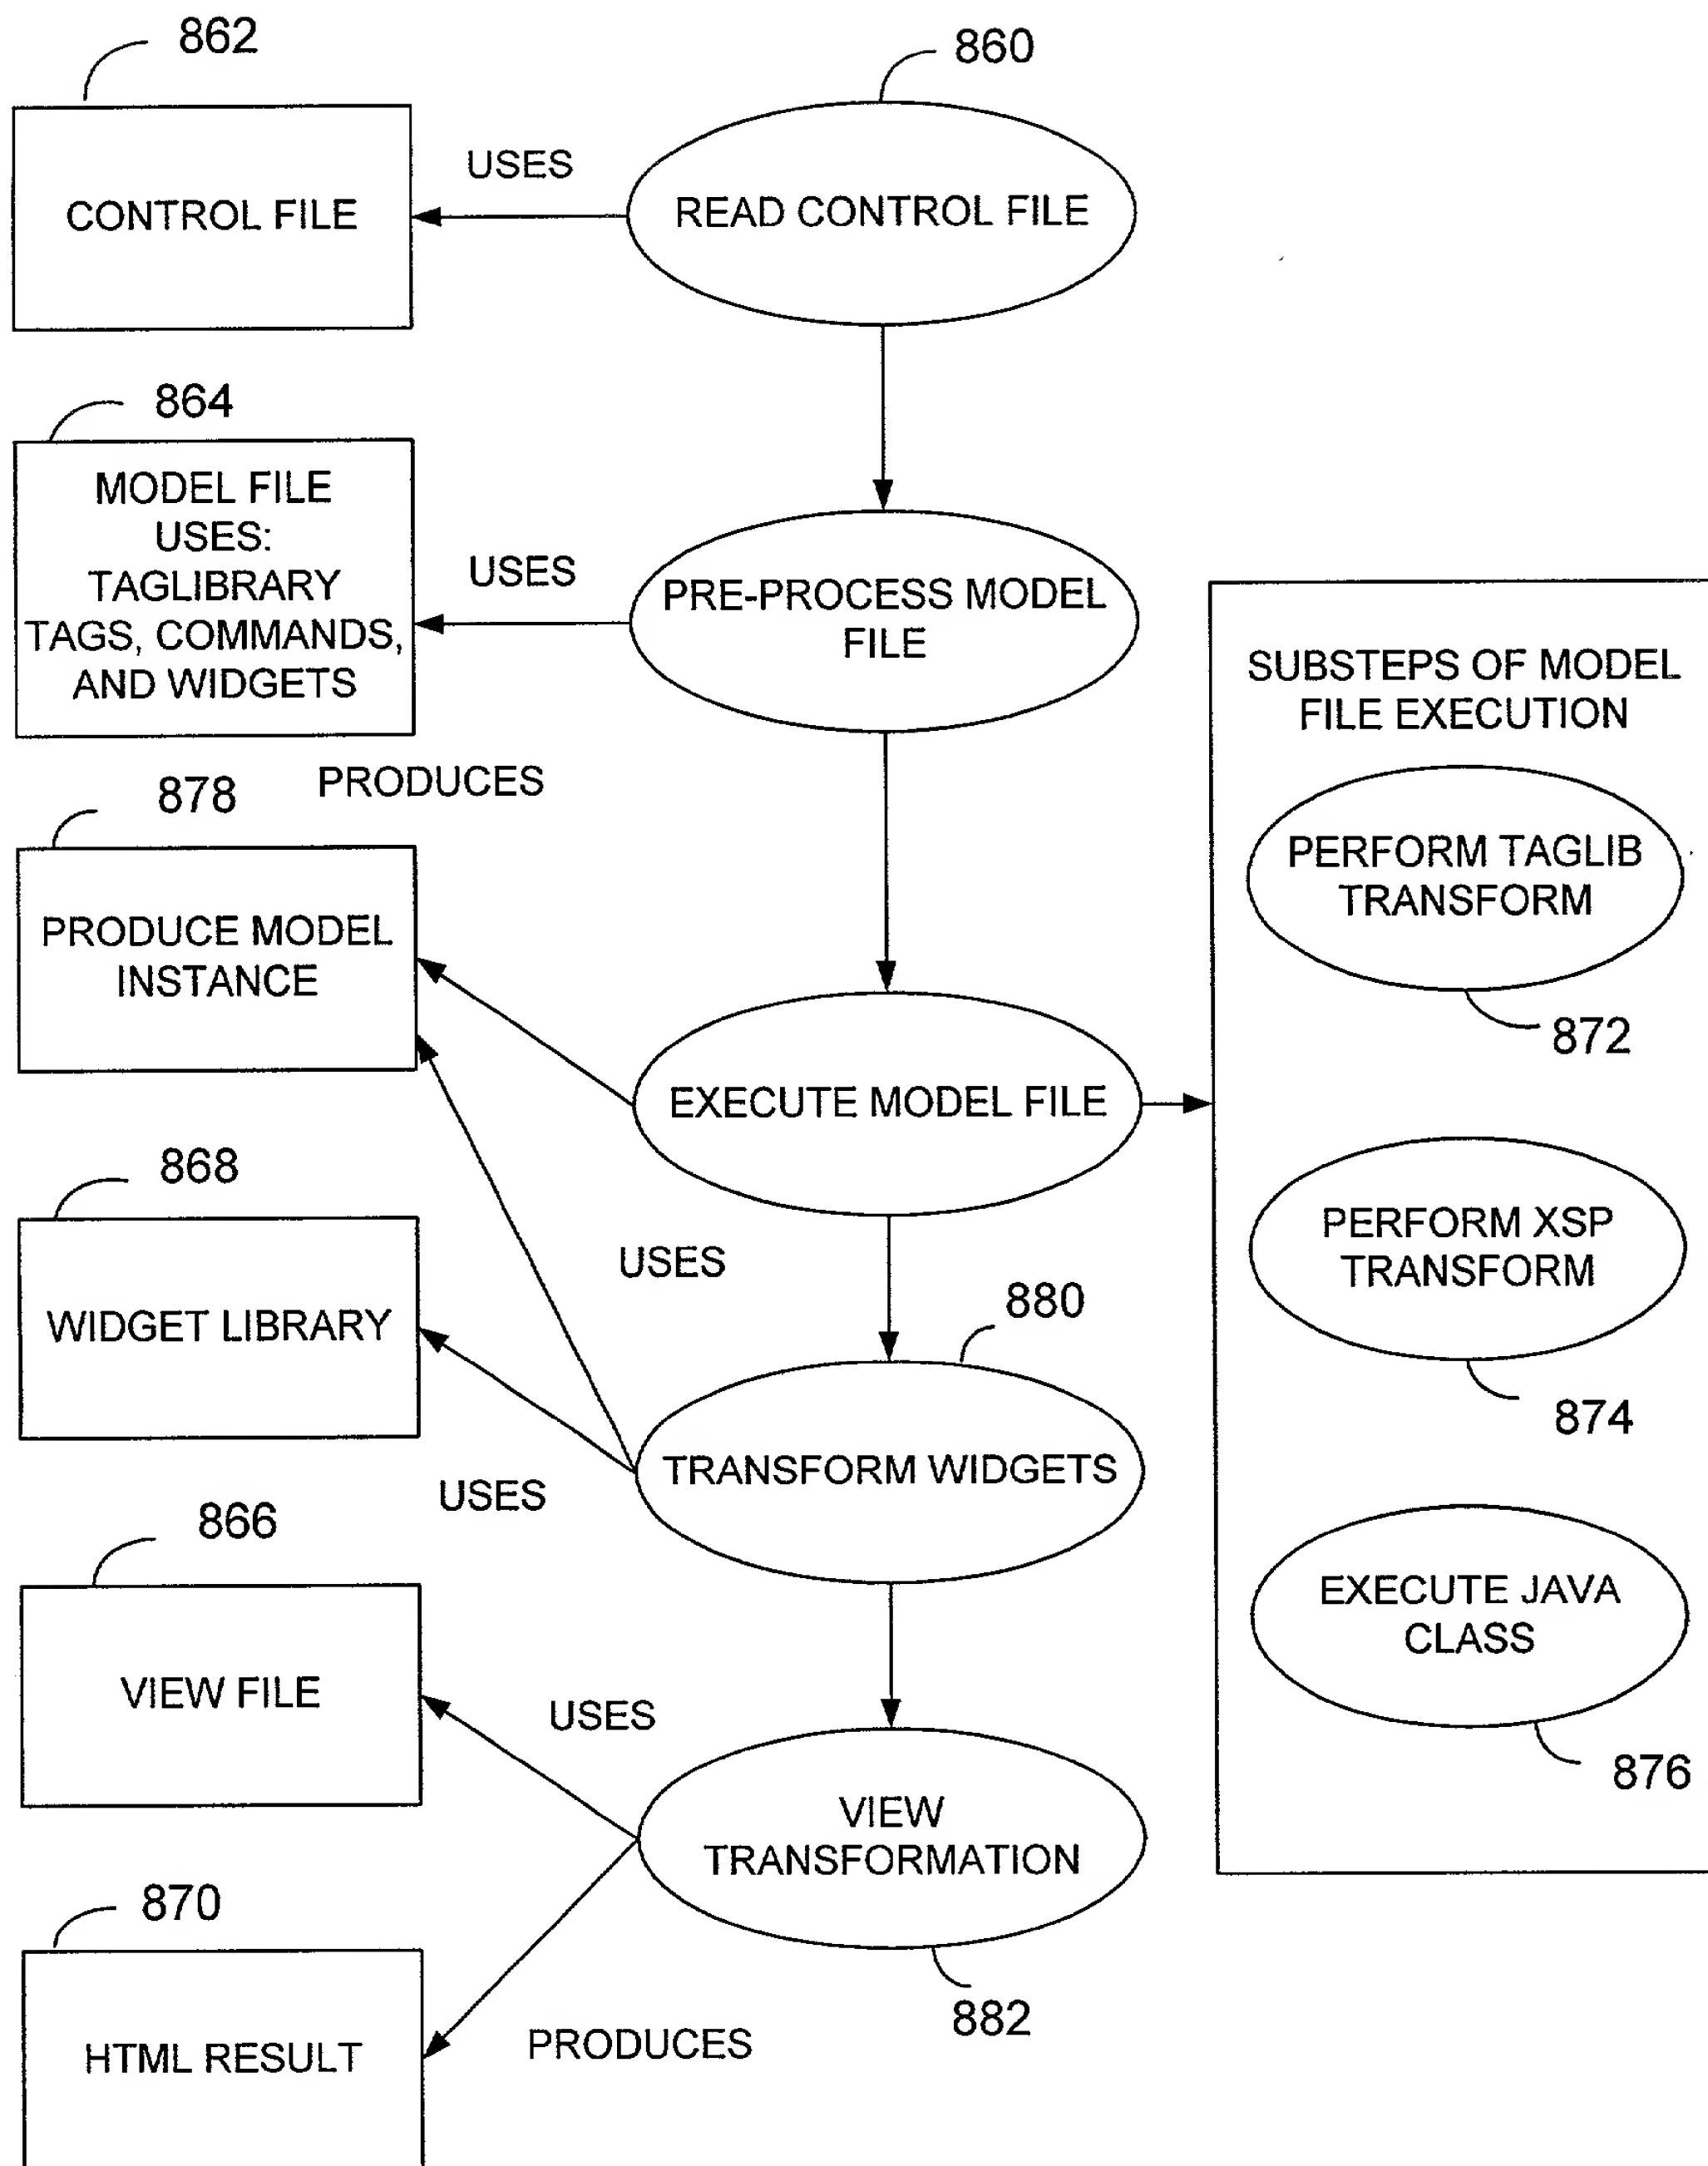 862
860
CONTROL FILE
USES
READ CONTROL FILE
864
MODEL FILE
USES:
TAGLIBRARY
TAGS, COMMANDS,
AND WIDGETS
USES
PRE-PROCESS MODEL
FILE
SUBSTEPS OF MODEL
FILE EXECUTION
PERFORM TAGLIB
TRANSFORM
872
878
PRODUCES
PRODUCE MODEL
INSTANCE
EXECUTE MODEL FILE
PERFORM XSP
TRANSFORM
874
868
WIDGET LIBRARY
USES
880
TRANSFORM WIDGETS
USES
EXECUTE JAVA
CLASS
876
866
VIEW FILE
USES
VIEW
TRANSFORMATION
882
870
HTML RESULT
PRODUCES